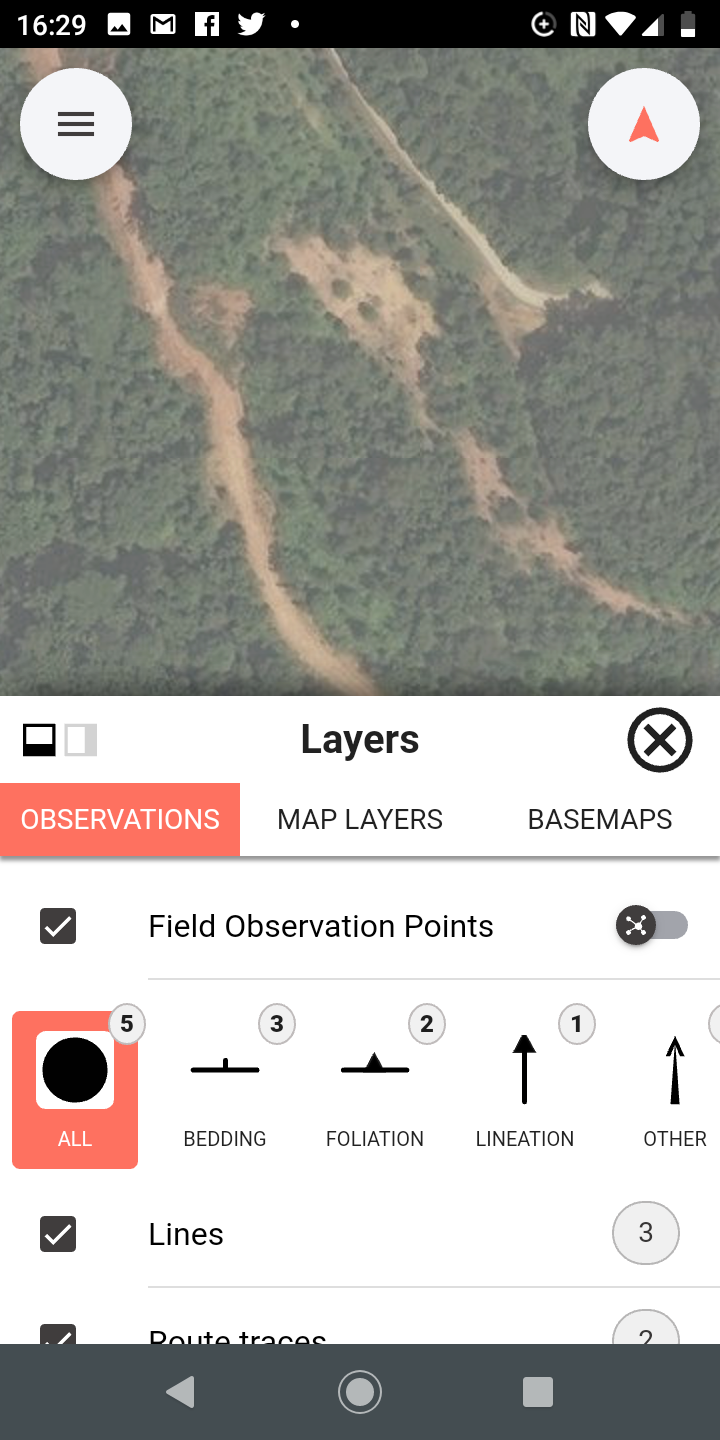 16:29
Layers
OBSERVATIONS MAP LAYERS BASEMAPS
Field Observation Points
5 3 2 1
ALL BEDDING FOLIATION LINEATION OTHER
Lines 3
Route traces 2